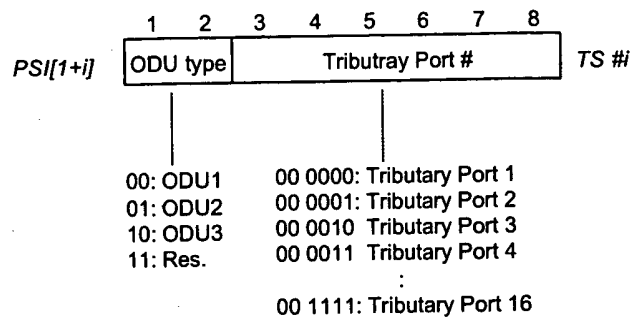 1 2 3 4 5 6 7 8
PSI[1+i] ODU type Tributray Port # TS #i
00: ODU1 00 0000: Tributary Port 1
01: ODU2 00 0001: Tributary Port 2
10: ODU3 00 0010 Tributary Port 3
11: Res. 00 0011 Tributary Port 4
:
00 1111: Tributary Port 16